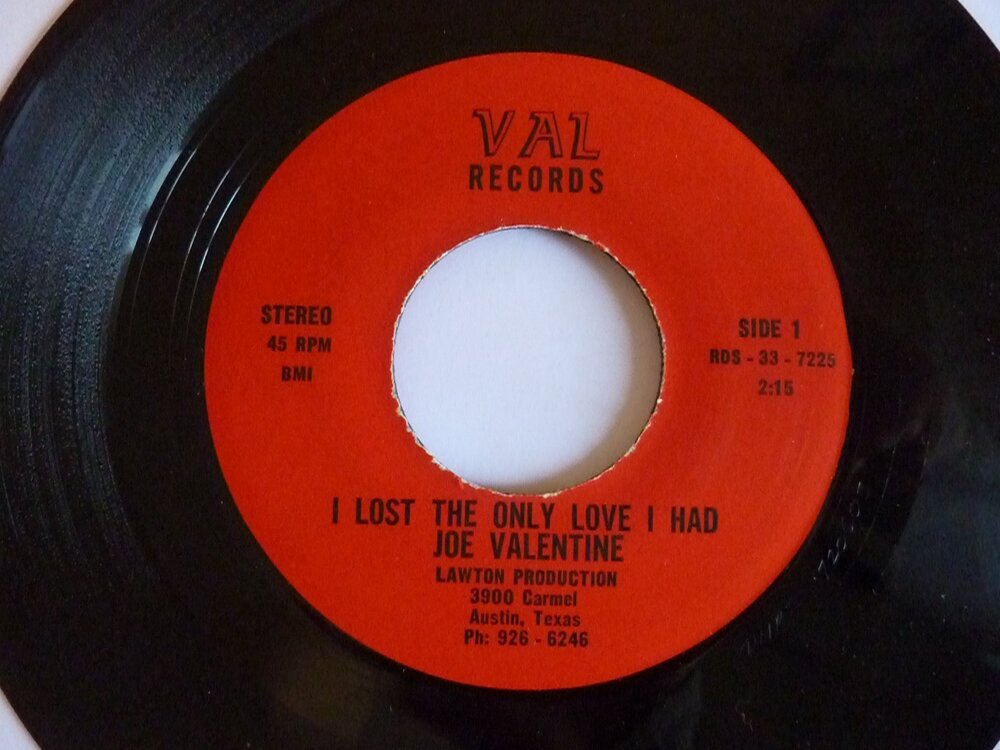 VAL
RECORDS
STEREO
45 RPM
BMI
SIDE 1
RDS - 33 - 7225
2:15
I LOST THE ONLY LOVE I HAD
JOE VALENTINE
LAWTON PRODUCTION
3900 Carmel
Austin, Texas
Ph: 926 - 6246